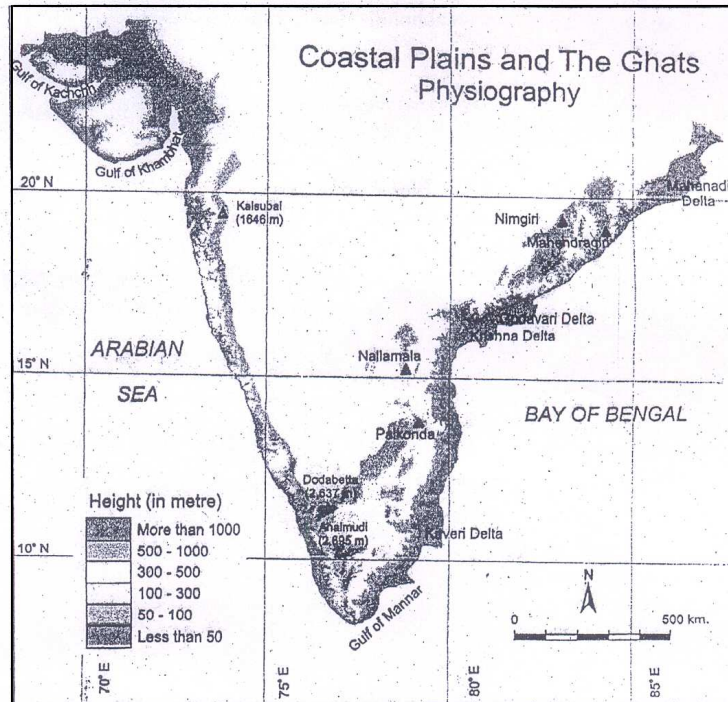 Coastal Plains and The Ghats
Physiography
Gulf of Kachchh
Gulf of Khambhat
20° N
Kalsubai
(1646 m)
Mahanadi
Delta
Nimgiri
Mahendragiri
Godavari Delta
Krishna Delta
ARABIAN
SEA
Nallamala
15° N
BAY OF BENGAL
Palkonda
Dodabetta
(2,637 m)
Anaimudi
(2,695 m)
Kaveri Delta
10° N
Gulf of Mannar
Height (in metre)
More than 1000
500 - 1000
300 - 500
100 - 300
50 - 100
Less than 50
N
0 500 km.
70° E
75° E
80° E
85° E